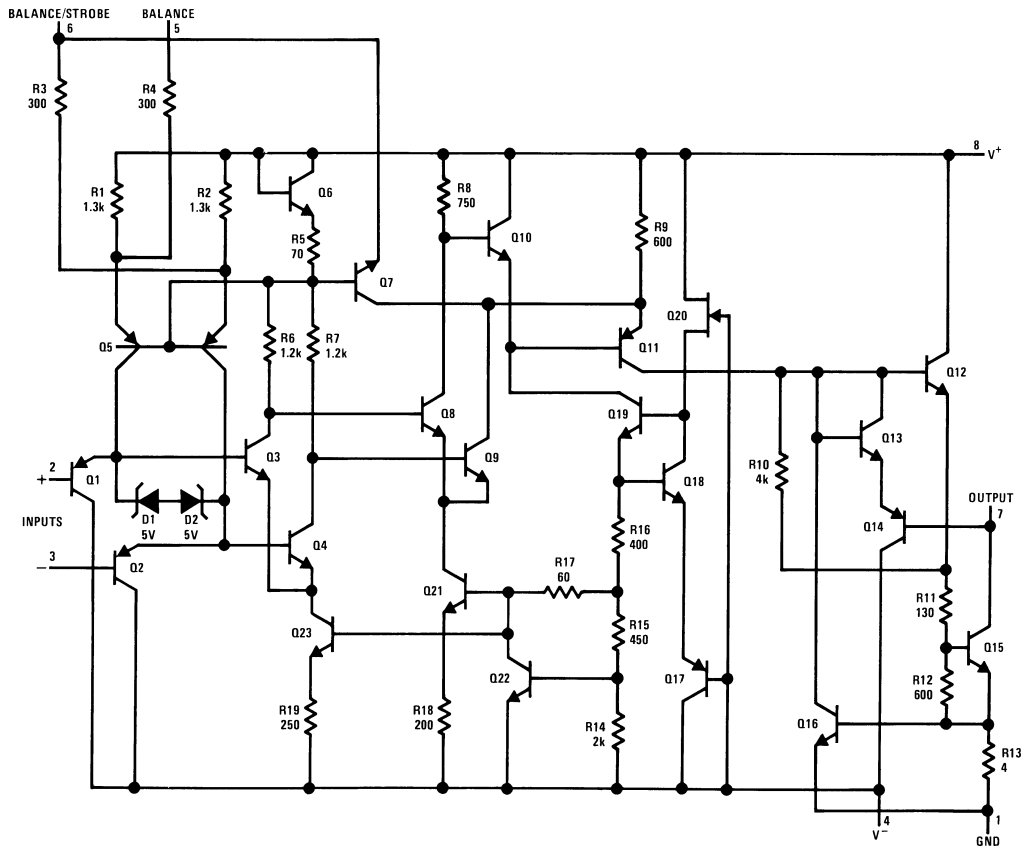 BALANCE/STROBE
6
BALANCE
5
R3
300
R4
300
8
V+
R1
1.3k
R2
1.3k
Q6
R8
750
R5
70
Q10
R9
600
Q7
Q20
Q5
R6
1.2k
R7
1.2k
Q11
Q12
Q8
Q19
Q13
Q3
Q9
R10
4k
2
+
Q1
Q18
INPUTS
D1
5V
D2
5V
OUTPUT
7
Q14
R16
400
3
−
Q2
Q4
R17
60
Q21
R11
130
Q23
R15
450
Q15
Q22
Q17
R12
600
R19
250
R18
200
R14
2k
Q16
R13
4
4
V−
1
GND